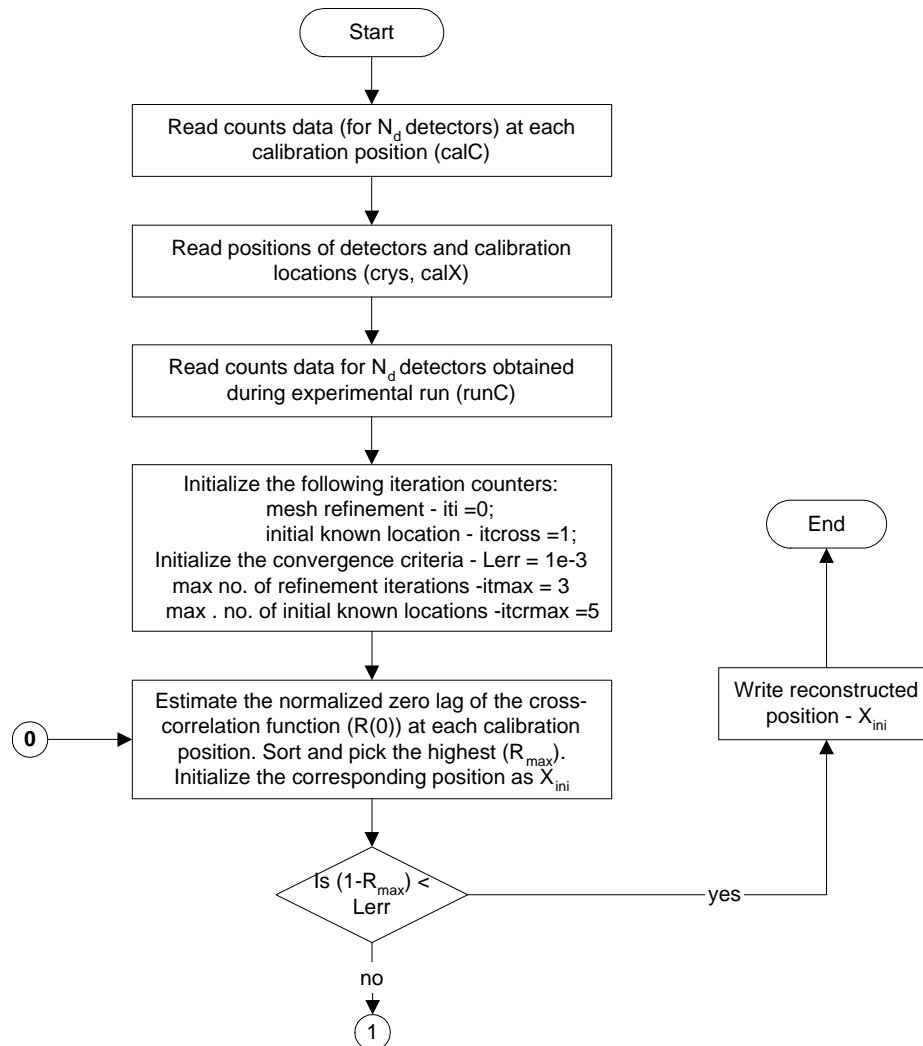 Start
Read counts data (for N_d detectors) at each
calibration position (calC)
Read positions of detectors and calibration
locations (crys, calX)
Read counts data for N_d detectors obtained
during experimental run (runC)
Initialize the following iteration counters:
mesh refinement - iti =0;
initial known location - itcross =1;
Initialize the convergence criteria - Lerr = 1e-3
max no. of refinement iterations -itmax = 3
max . no. of initial known locations -itcrmax =5
End
Estimate the normalized zero lag of the cross-
correlation function (R(0)) at each calibration
position. Sort and pick the highest (R_max).
Initialize the corresponding position as X_ini
0
Write reconstructed
position - X_ini
Is (1-R_max) <
Lerr
yes
no
1